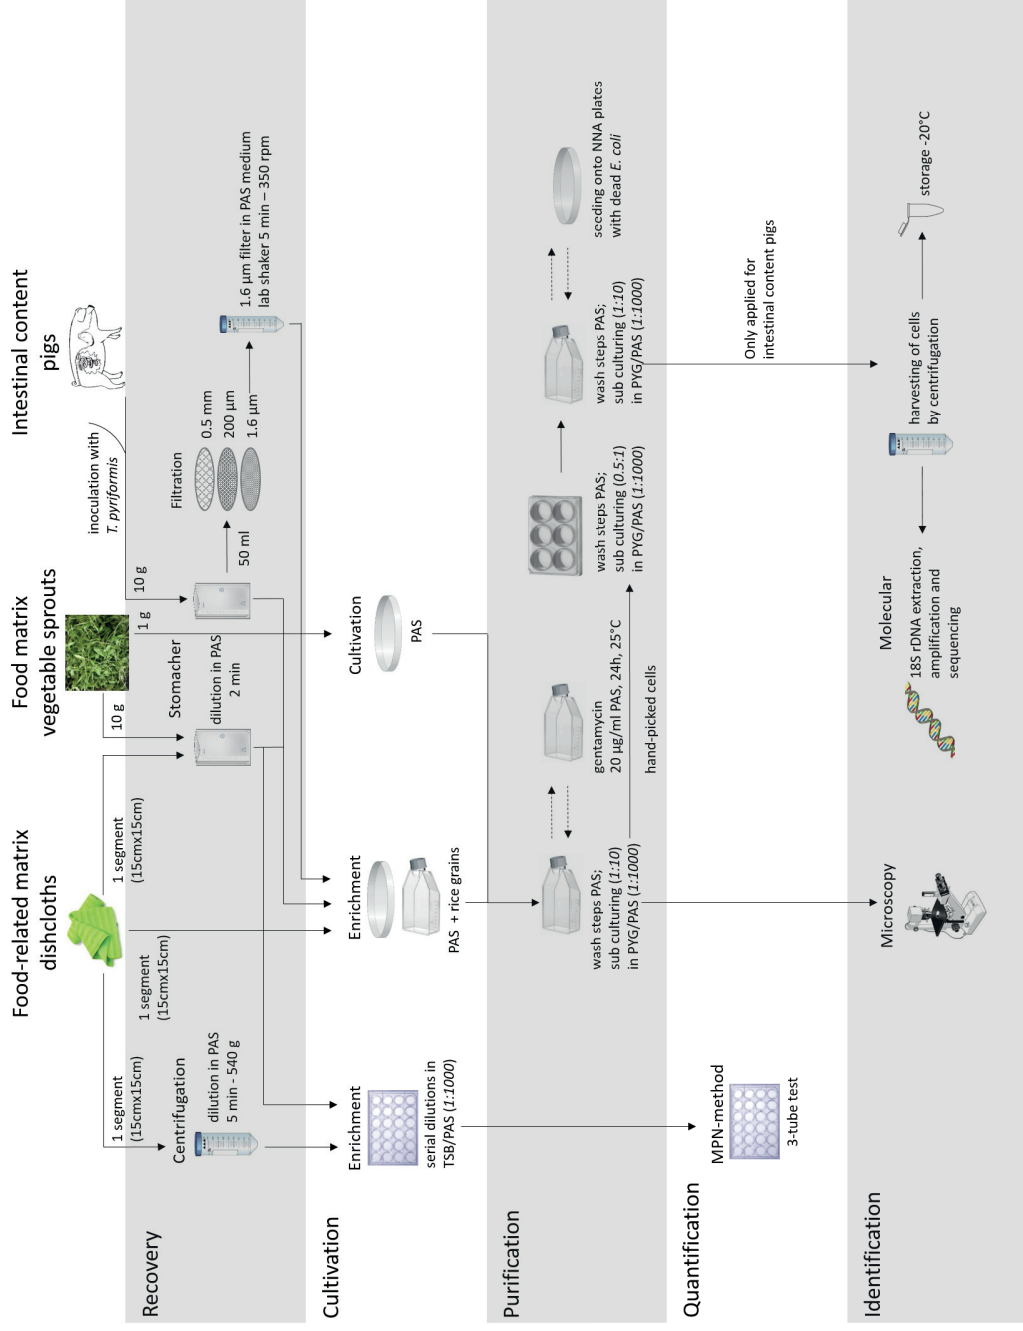 Food-related matrix
dishcloths
Food matrix
vegetable sprouts
Intestinal content
pigs
Recovery
1 segment
(15cmx15cm)
1 segment
(15cmx15cm)
1 segment
(15cmx15cm)
10 g
1 g
10 g
inoculation with
T. pyriformis
Centrifugation
dilution in PAS
5 min - 540 g
Stomacher
dilution in PAS
2 min
50 ml
Filtration
0.5 mm
200 µm
1.6 µm
1.6 µm filter in PAS medium
lab shaker 5 min – 350 rpm
Cultivation
Enrichment
serial dilutions in
TSB/PAS (1:1000)
Enrichment
PAS + rice grains
Cultivation
PAS
Purification
wash steps PAS;
sub culturing (1:10)
in PYG/PAS (1:1000)
gentamycin
20 µg/ml PAS, 24h, 25°C
hand-picked cells
wash steps PAS;
sub culturing (0.5:1)
in PYG/PAS (1:1000)
wash steps PAS;
sub culturing (1:10)
in PYG/PAS (1:1000)
seeding onto NNA plates
with dead E. coli
Quantification
MPN-method
3-tube test
Only applied for
intestinal content pigs
Identification
Microscopy
Molecular
18S rDNA extraction,
amplification and
sequencing
harvesting of cells
by centrifugation
storage -20°C